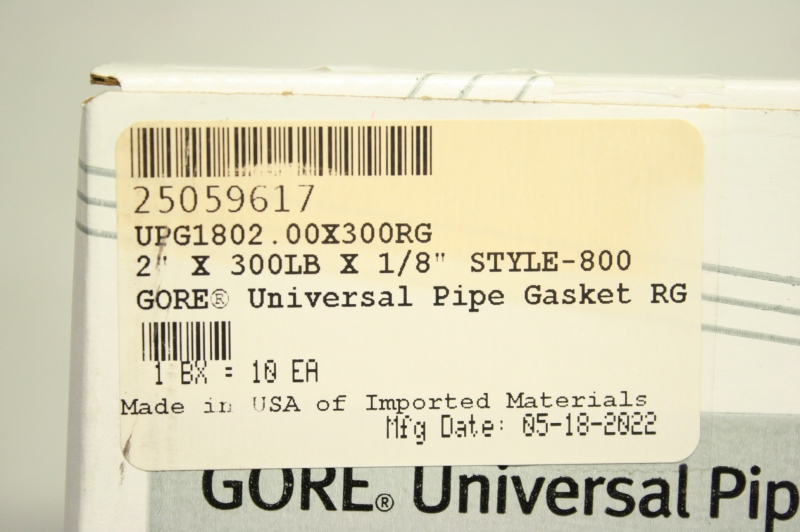 25059617
UPG1802.00X300RG
2" X 300LB X 1/8" STYLE-800
GORE® Universal Pipe Gasket RG
1 BX = 10 EA
Made in USA of Imported Materials
Mfg Date: 05-18-2022
GORE® Universal Pip